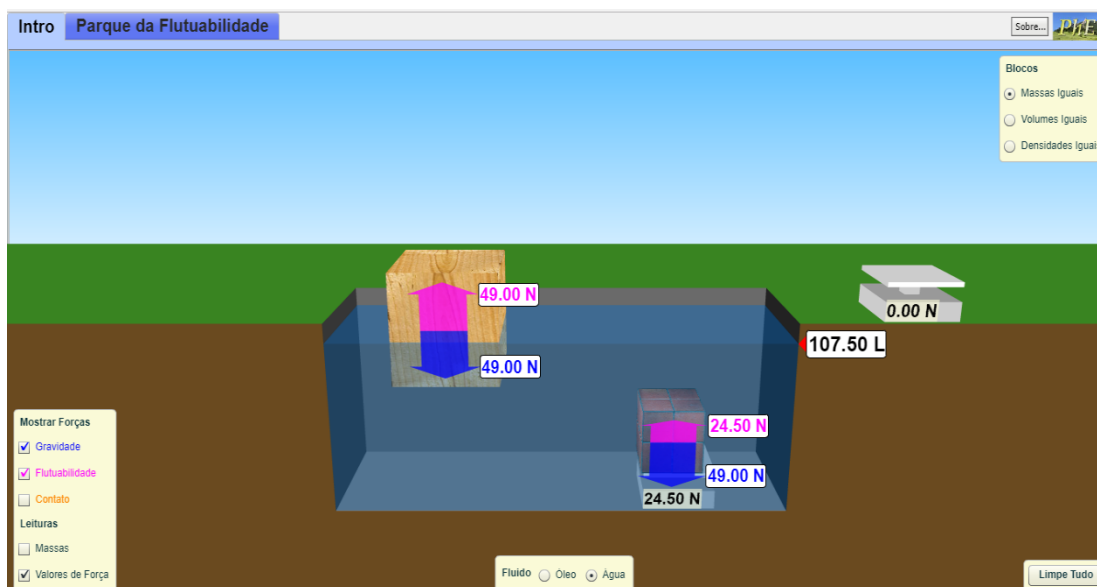 Intro
Parque da Flutuabilidade
Sobre...
PhET
Blocos
Massas Iguais
Volumes Iguais
Densidades Iguai
49.00 N
49.00 N
0.00 N
107.50 L
24.50 N
49.00 N
24.50 N
Mostrar Forças
Gravidade
Flutuabilidade
Contato
Leituras
Massas
Valores de Força
Fluido
Óleo
Água
Limpe Tudo